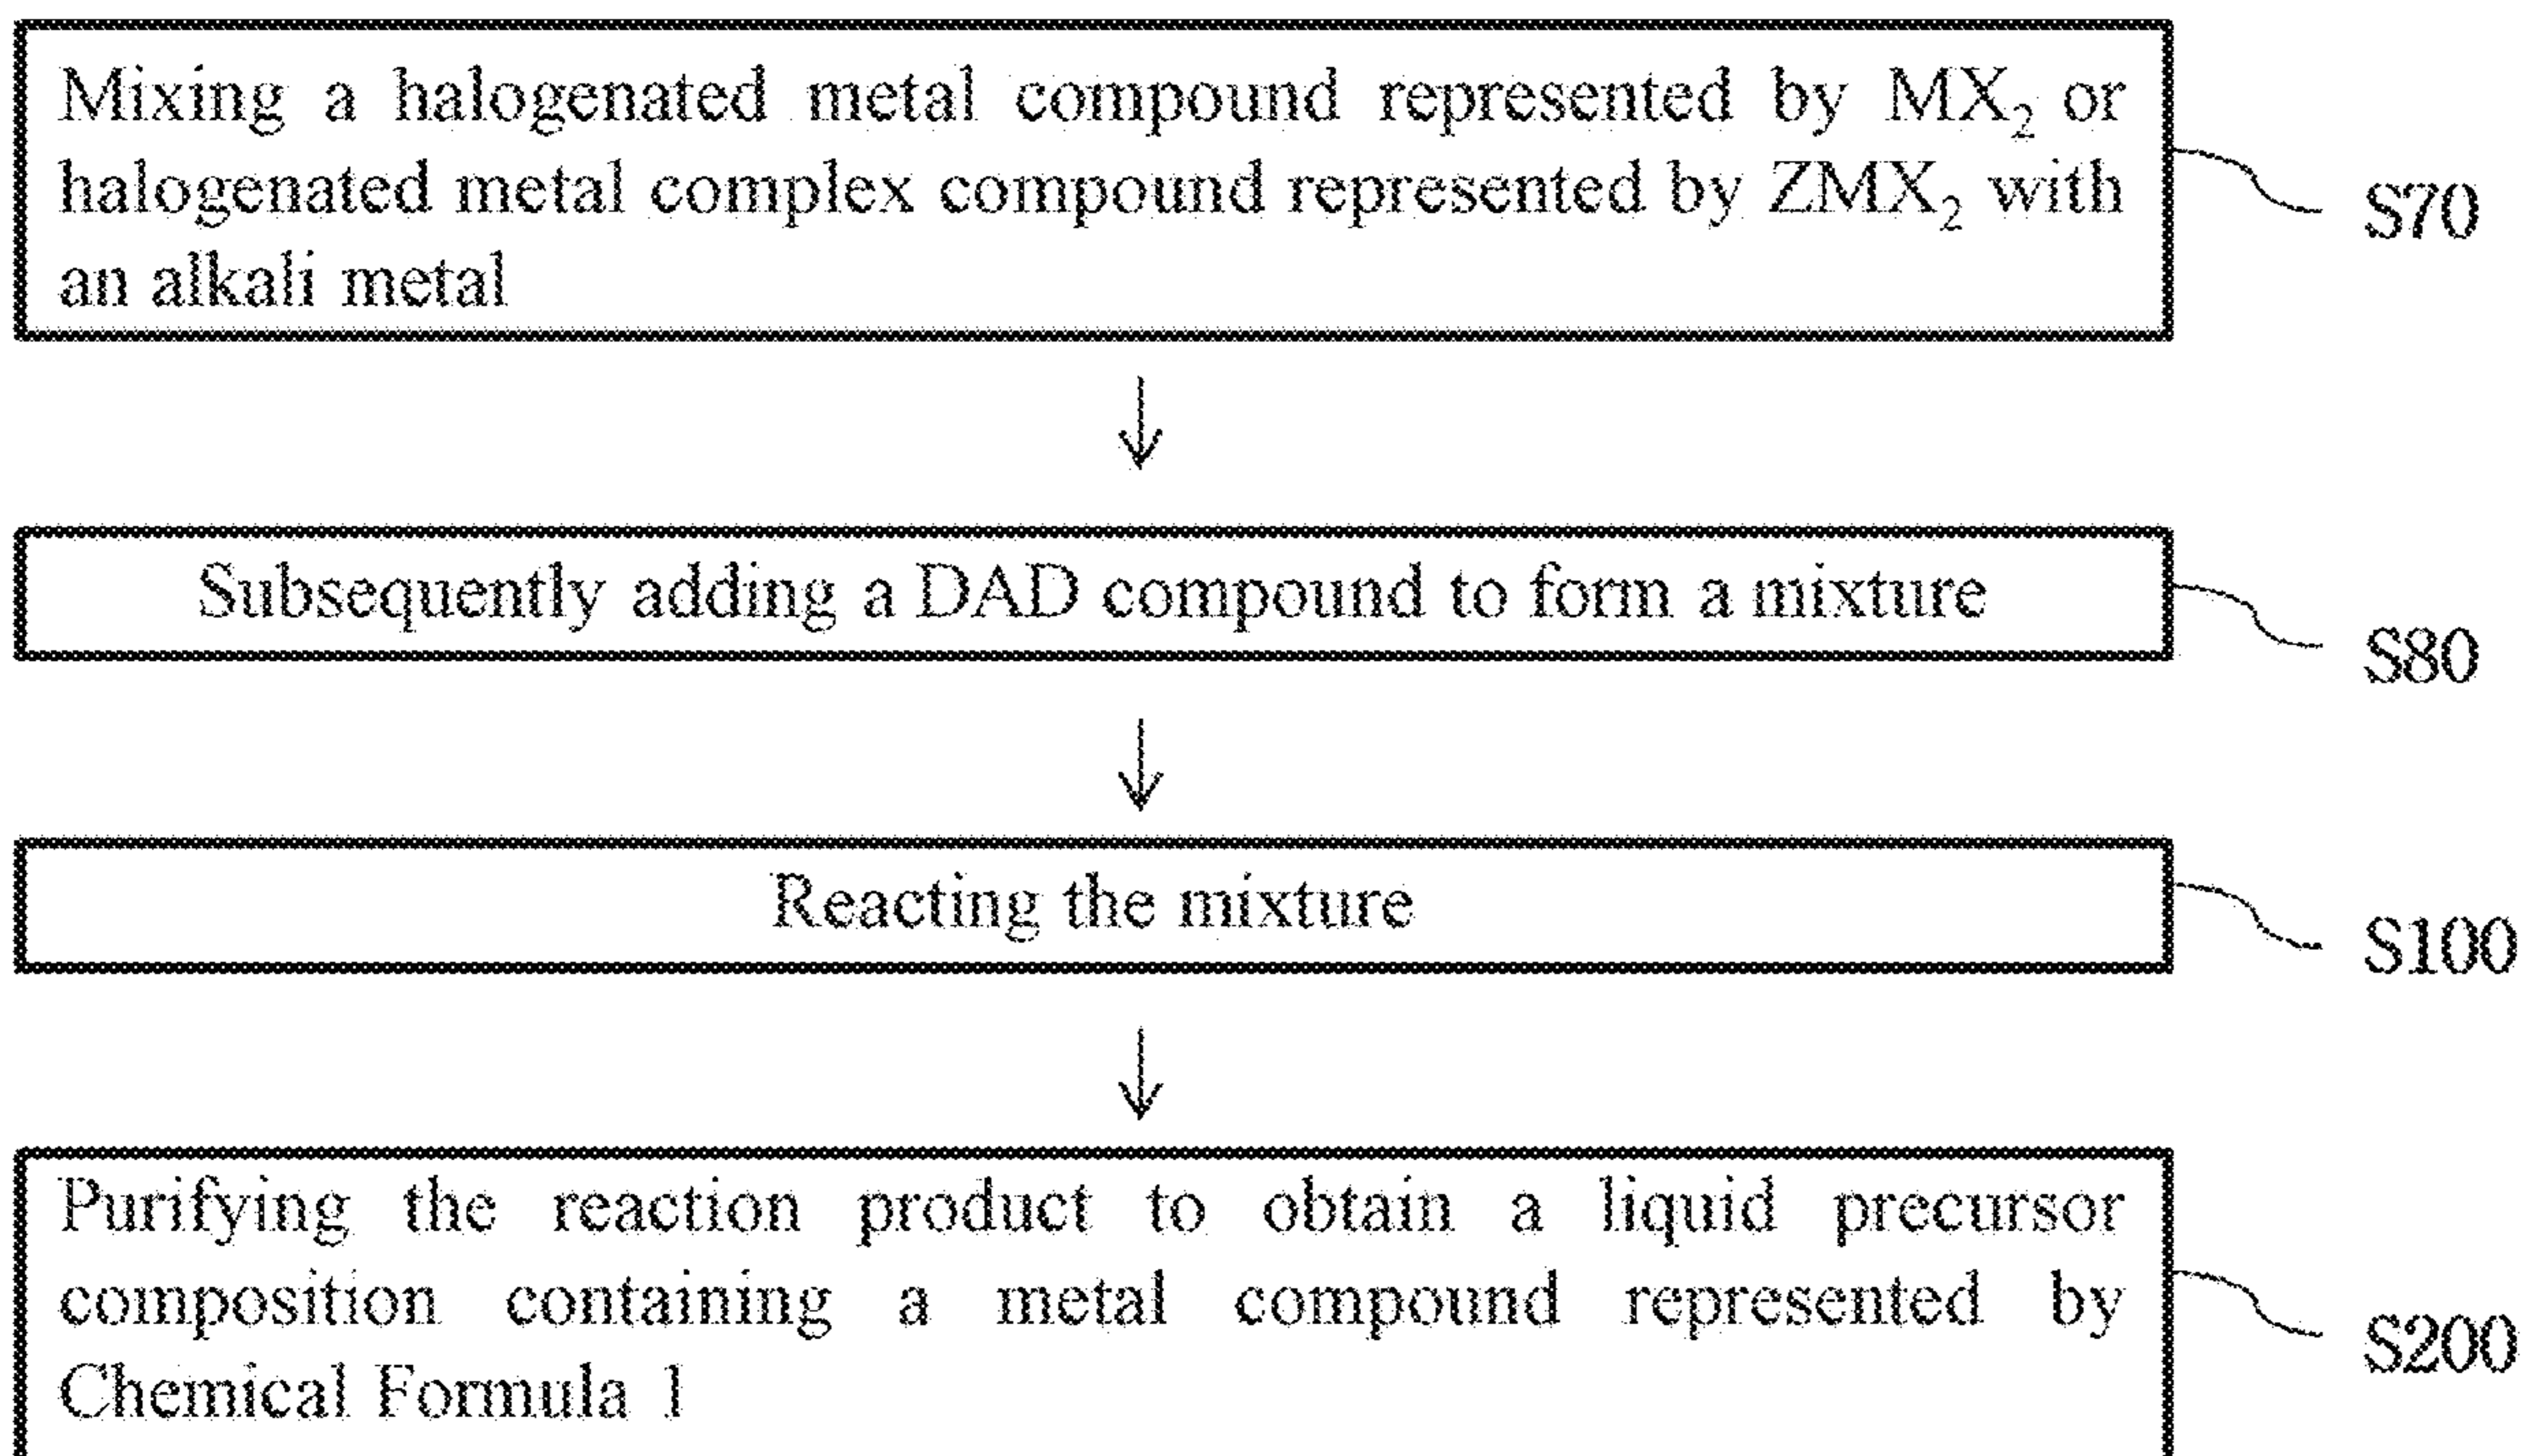 Mixing a halogenated metal compound represented by MX₂ or
halogenated metal complex compound represented by ZMX₂ with
an alkali metal
S70
Subsequently adding a DAD compound to form a mixture
S80
Reacting the mixture
S100
Purifying the reaction product to obtain a liquid precursor
composition containing a metal compound represented by
Chemical Formula 1
S200